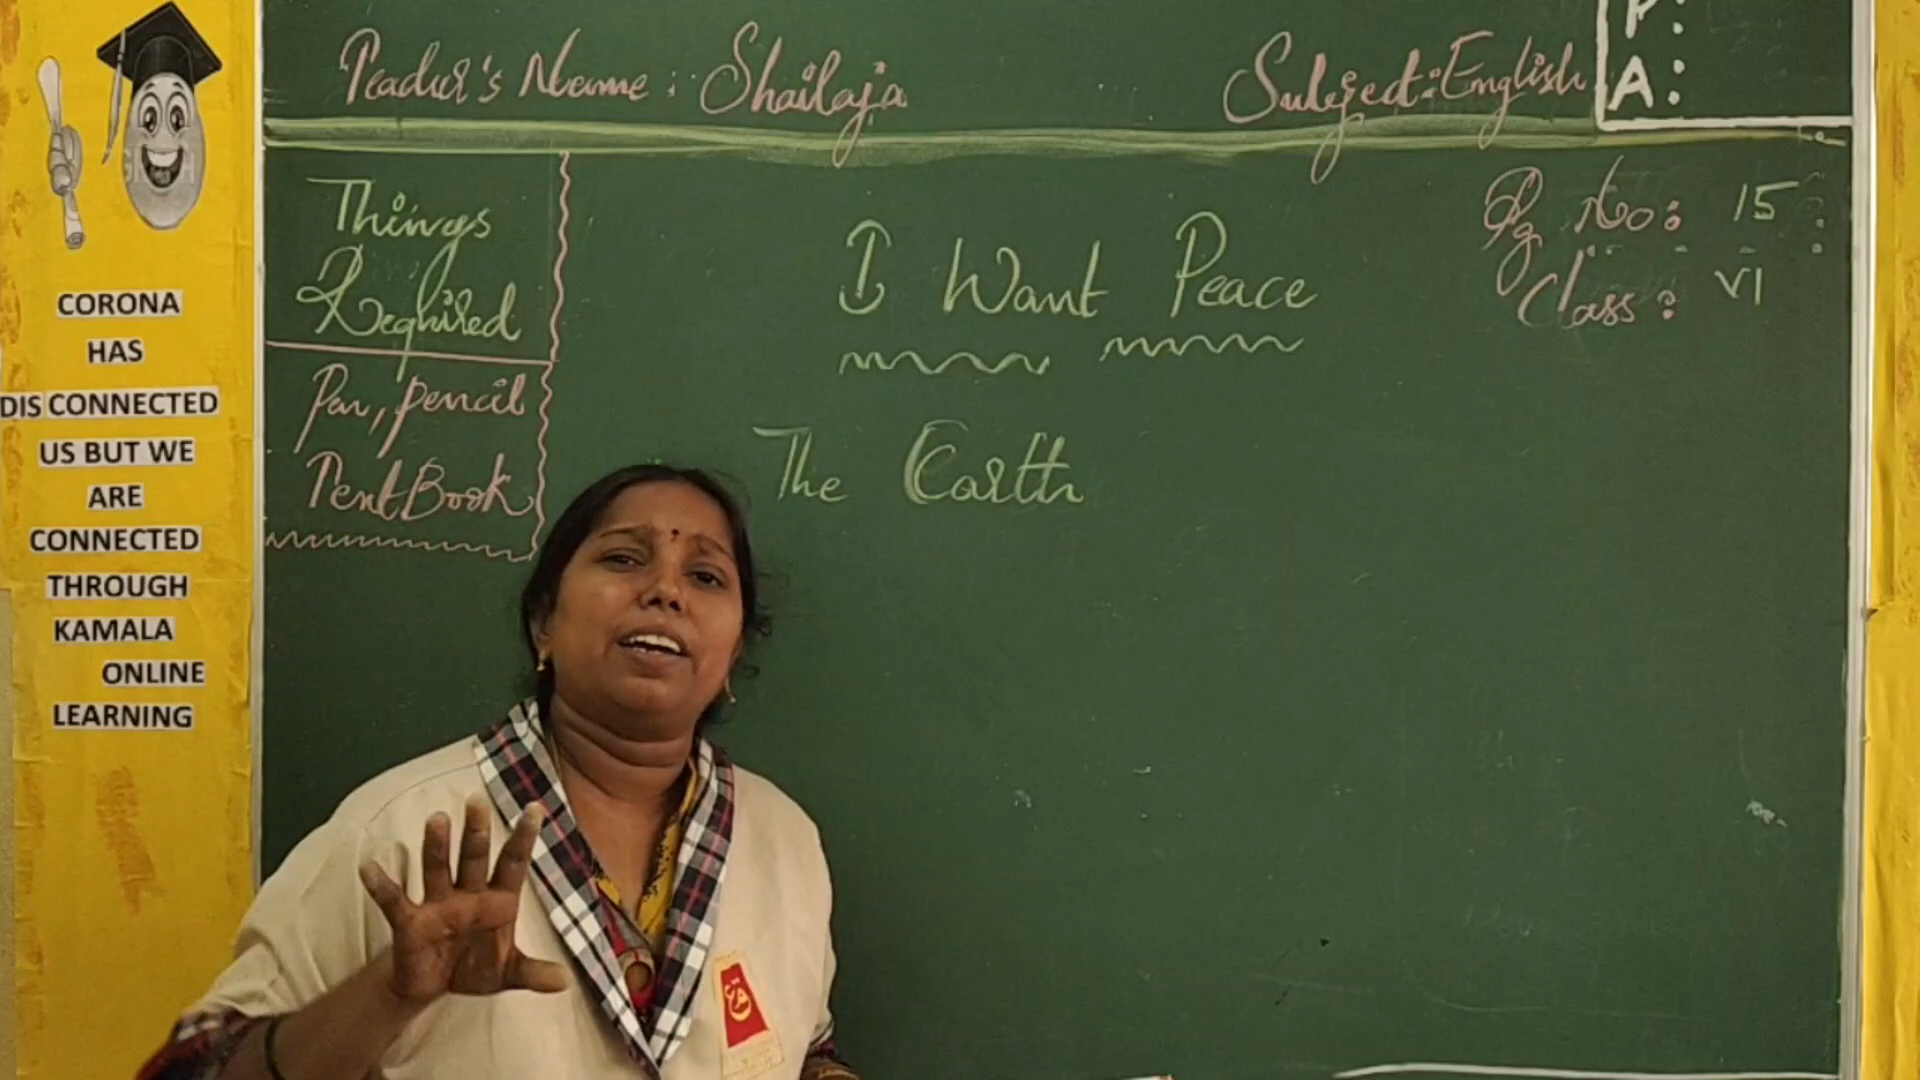 Teacher's Name : Shailaja
Subject : English
P :
A :
Things
Required
Pen, pencil
Text Book
I Want Peace
The Earth
Pg No : 15
Class : VI
CORONA
HAS
DIS CONNECTED
US BUT WE
ARE
CONNECTED
THROUGH
KAMALA
ONLINE
LEARNING